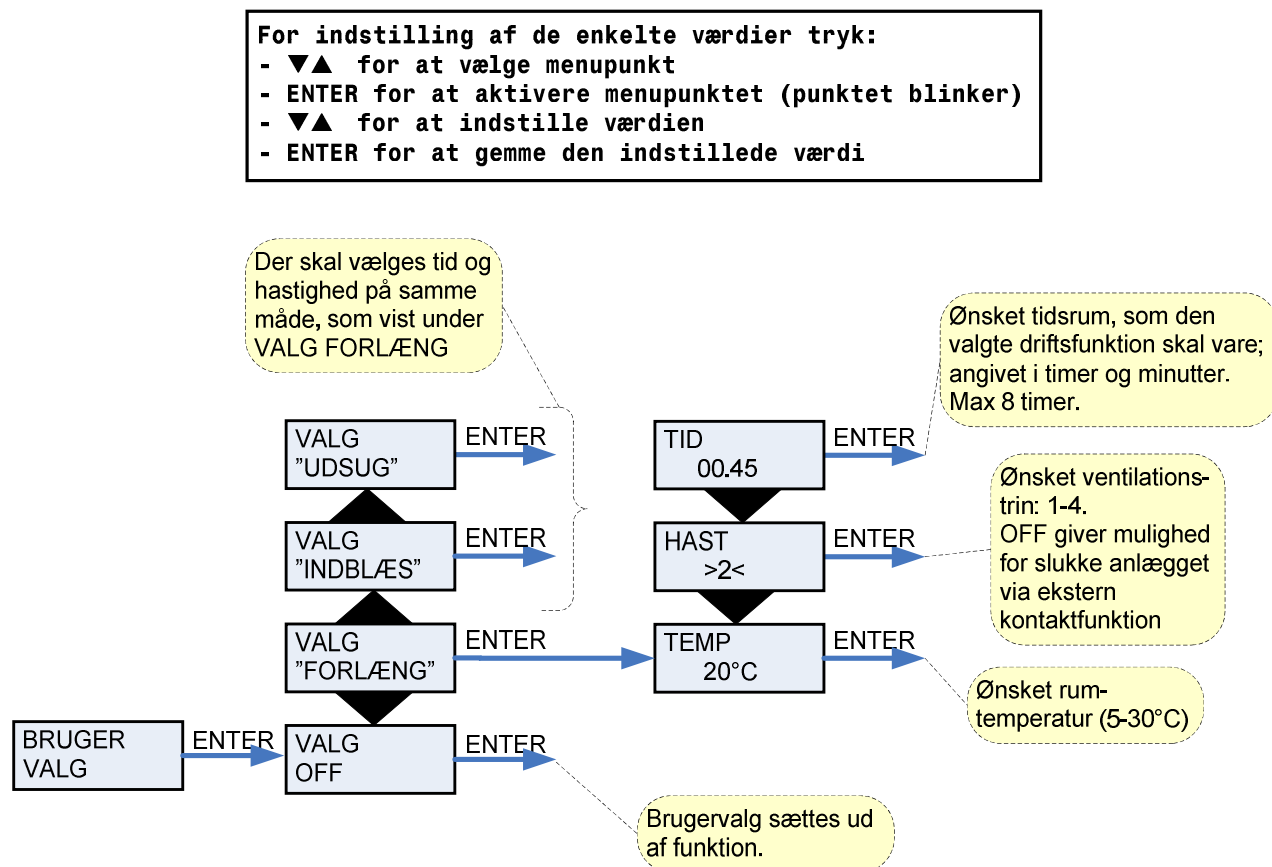 For indstilling af de enkelte værdier tryk:
- ▼▲ for at vælge menupunkt
- ENTER for at aktivere menupunktet (punktet blinker)
- ▼▲ for at indstille værdien
- ENTER for at gemme den indstillede værdi
Der skal vælges tid og
hastighed på samme
måde, som vist under
VALG FORLÆNG
Ønsket tidsrum, som den
valgte driftsfunktion skal vare;
angivet i timer og minutter.
Max 8 timer.
VALG
"UDSUG"
ENTER
TID
00.45
ENTER
Ønsket ventilations-
trin: 1-4.
OFF giver mulighed
for slukke anlægget
via ekstern
kontaktfunktion
VALG
"INDBLÆS"
ENTER
HAST
>2<
ENTER
VALG
"FORLÆNG"
ENTER
TEMP
20°C
ENTER
Ønsket rum-
temperatur (5-30°C)
BRUGER
VALG
ENTER
VALG
OFF
ENTER
Brugervalg sættes ud
af funktion.